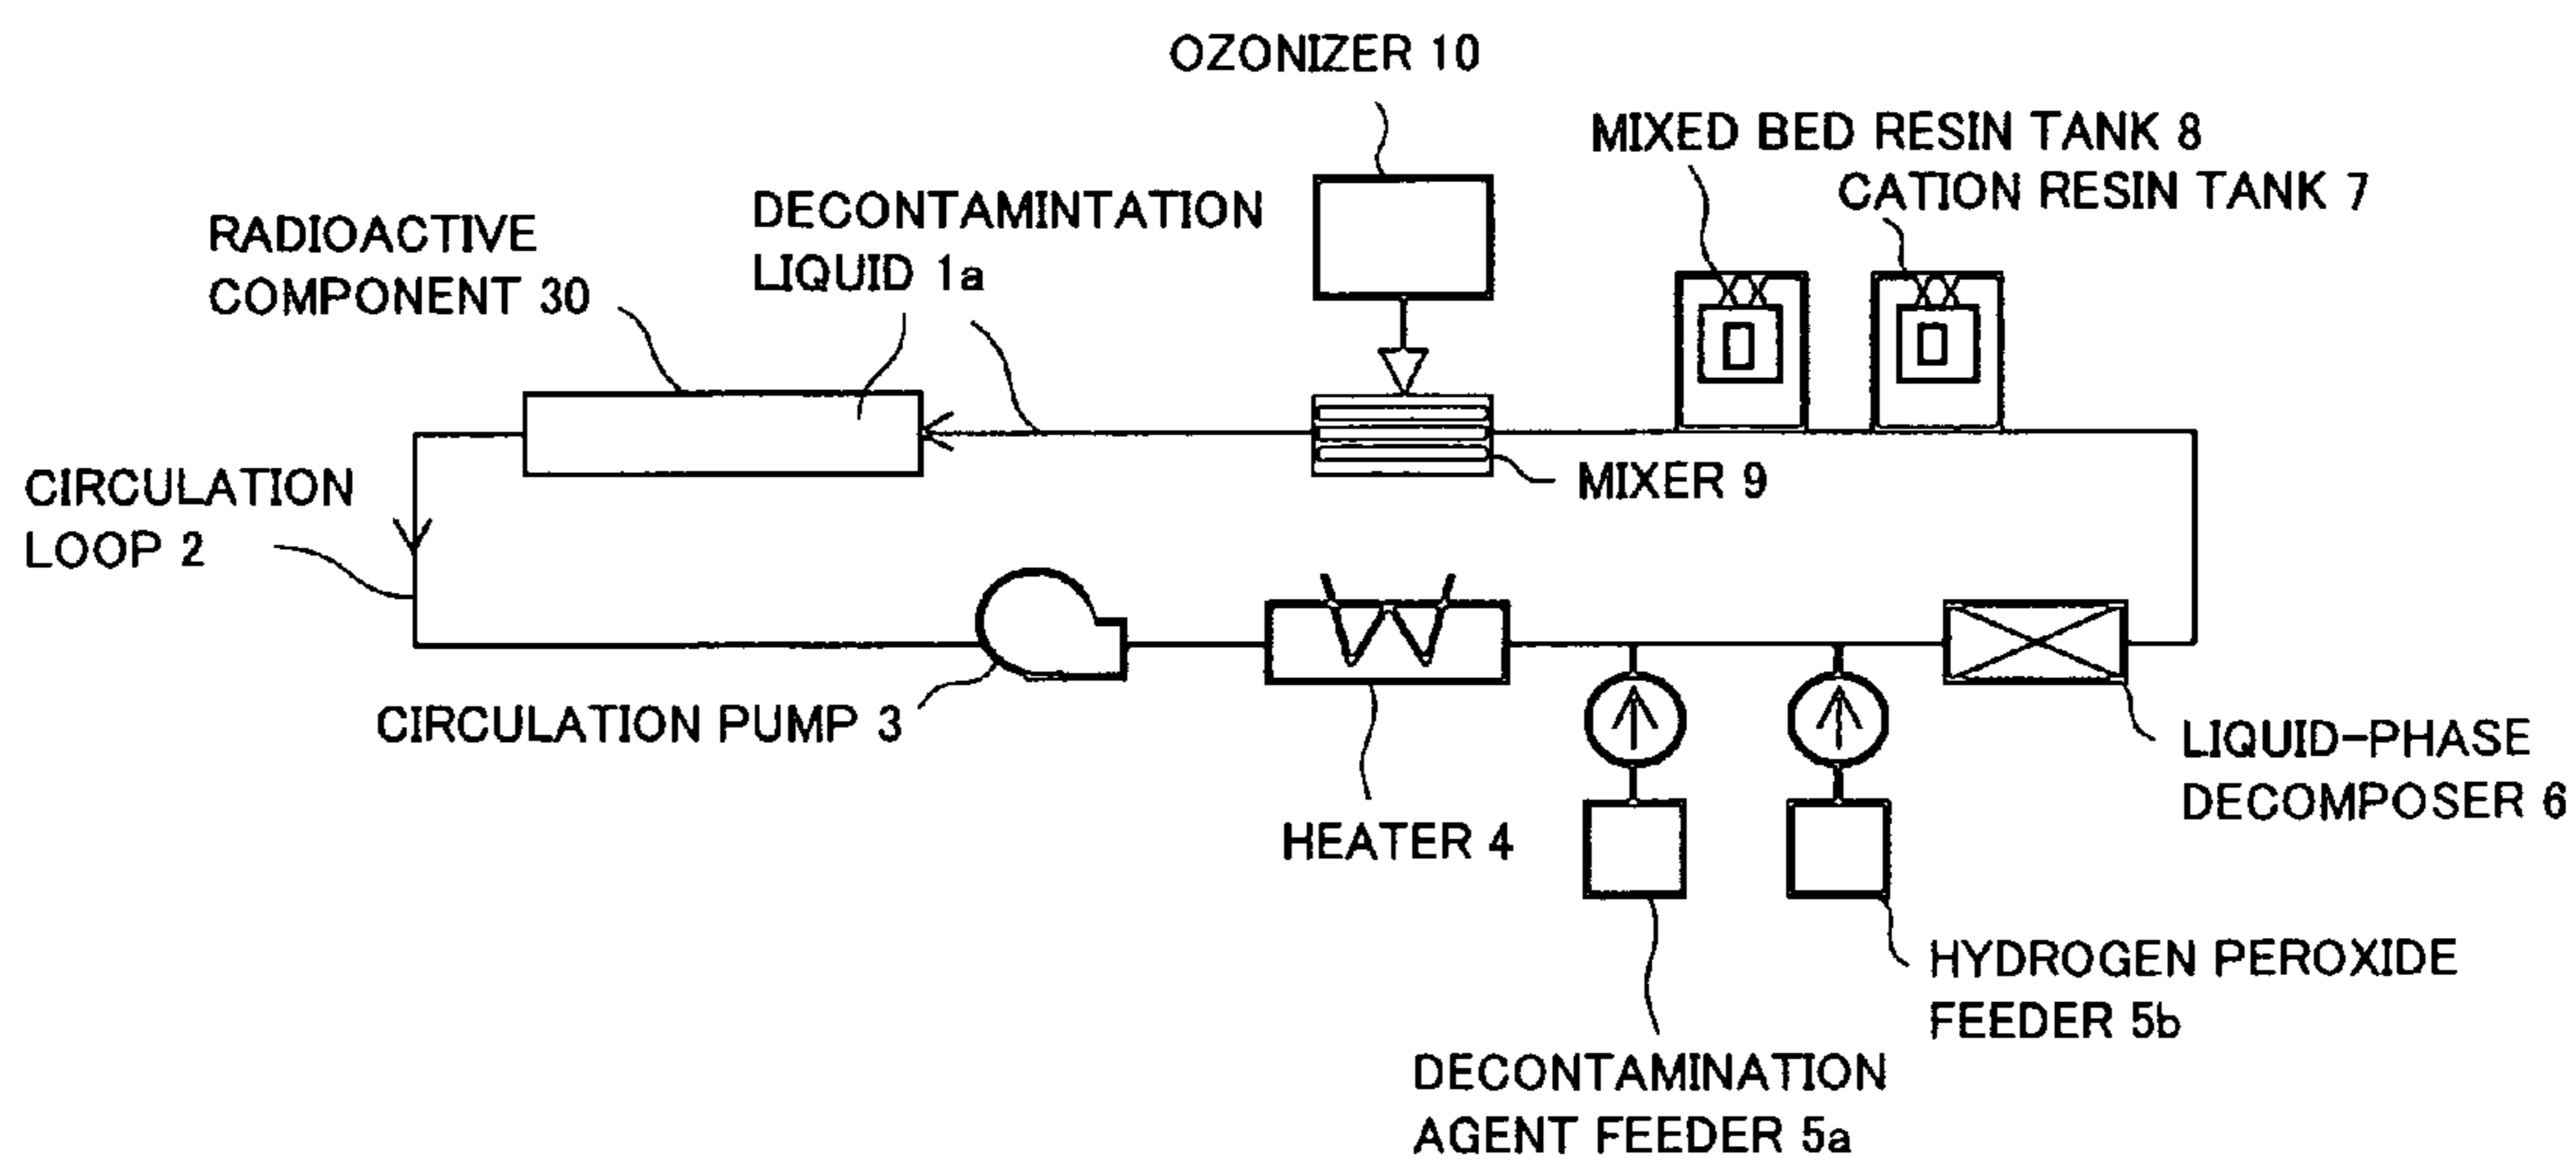 OZONIZER 10
MIXED BED RESIN TANK 8
CATION RESIN TANK 7
DECONTAMINTATION
LIQUID 1a
RADIOACTIVE
COMPONENT 30
MIXER 9
CIRCULATION
LOOP 2
CIRCULATION PUMP 3
HEATER 4
LIQUID-PHASE
DECOMPOSER 6
HYDROGEN PEROXIDE
FEEDER 5b
DECONTAMINATION
AGENT FEEDER 5a